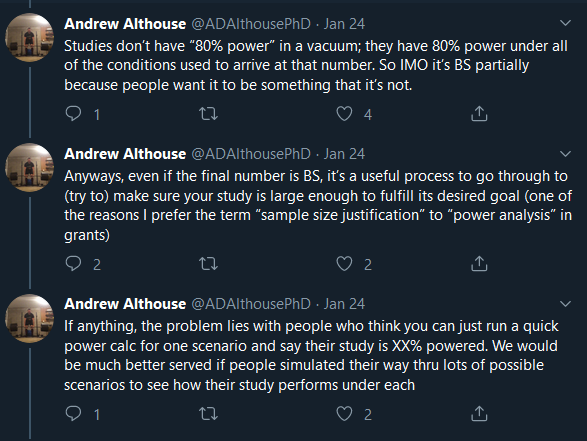 Andrew Althouse @ADAlthousePhD · Jan 24
Studies don't have “80% power” in a vacuum; they have 80% power under all
of the conditions used to arrive at that number. So IMO it's BS partially
because people want it to be something that it's not.
1 4
Andrew Althouse @ADAlthousePhD · Jan 24
Anyways, even if the final number is BS, it's a useful process to go through to
(try to) make sure your study is large enough to fulfill its desired goal (one of
the reasons I prefer the term “sample size justification” to “power analysis” in
grants)
2 2
Andrew Althouse @ADAlthousePhD · Jan 24
If anything, the problem lies with people who think you can just run a quick
power calc for one scenario and say their study is XX% powered. We would
be much better served if people simulated their way thru lots of possible
scenarios to see how their study performs under each
1 2